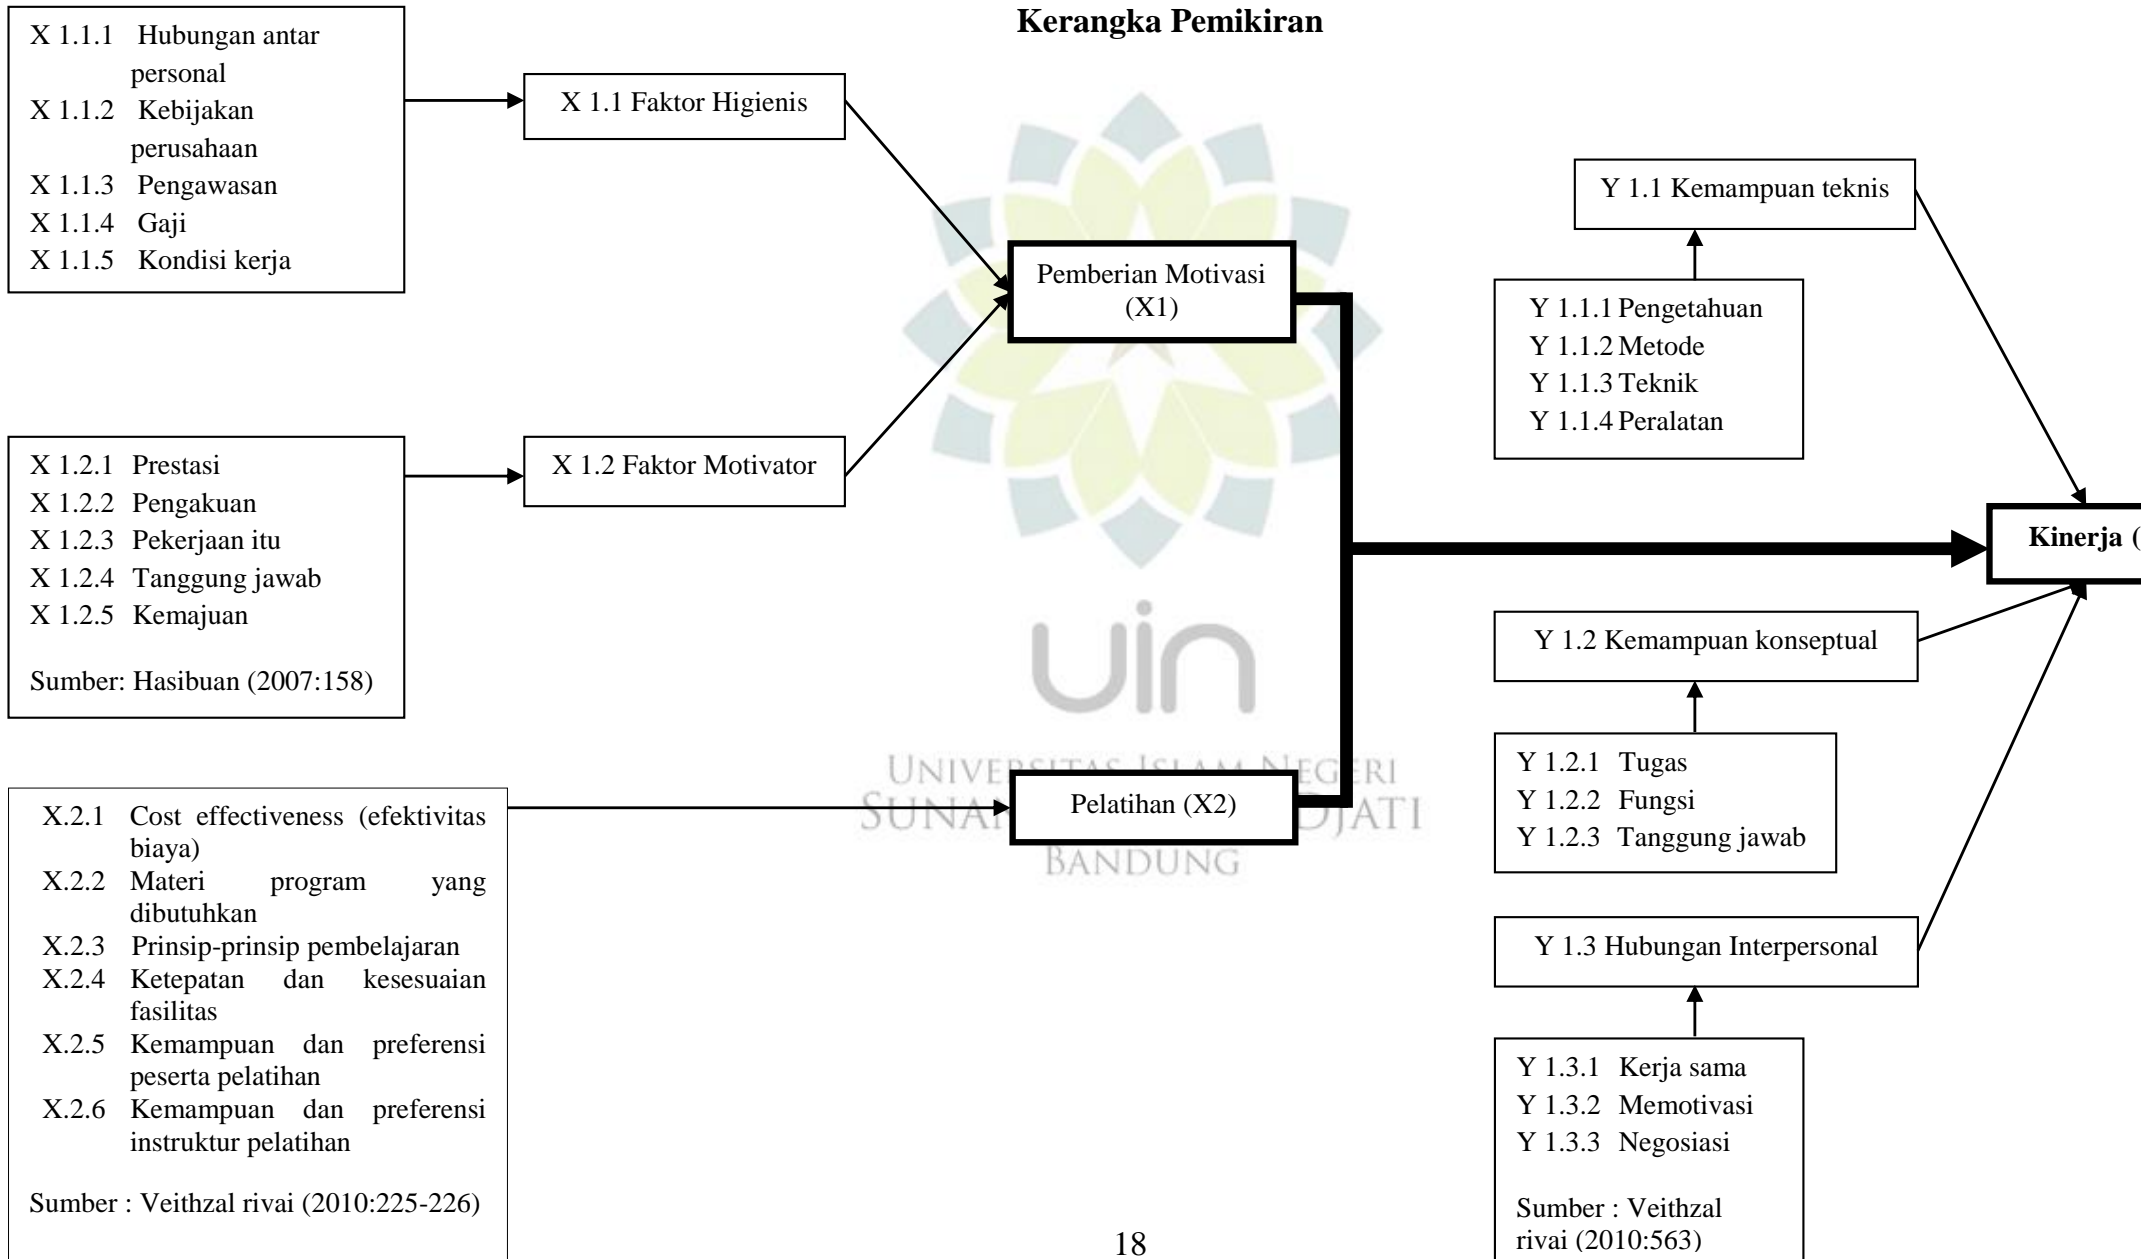 Kerangka Pemikiran
X 1.1.1 Hubungan antar
personal
X 1.1.2 Kebijakan
perusahaan
X 1.1.3 Pengawasan
X 1.1.4 Gaji
X 1.1.5 Kondisi kerja
X 1.1 Faktor Higienis
X 1.2.1 Prestasi
X 1.2.2 Pengakuan
X 1.2.3 Pekerjaan itu
X 1.2.4 Tanggung jawab
X 1.2.5 Kemajuan
Sumber: Hasibuan (2007:158)
X 1.2 Faktor Motivator
Pemberian Motivasi
(X1)
X.2.1 Cost effectiveness (efektivitas
biaya)
X.2.2 Materi program yang
dibutuhkan
X.2.3 Prinsip-prinsip pembelajaran
X.2.4 Ketepatan dan kesesuaian
fasilitas
X.2.5 Kemampuan dan preferensi
peserta pelatihan
X.2.6 Kemampuan dan preferensi
instruktur pelatihan
Sumber : Veithzal rivai (2010:225-226)
uin
UNIVERSITAS ISLAM NEGERI
BANDUNG
Pelatihan (X2)
Y 1.1 Kemampuan teknis
Y 1.1.1 Pengetahuan
Y 1.1.2 Metode
Y 1.1.3 Teknik
Y 1.1.4 Peralatan
Kinerja (
Y 1.2 Kemampuan konseptual
Y 1.2.1 Tugas
Y 1.2.2 Fungsi
Y 1.2.3 Tanggung jawab
Y 1.3 Hubungan Interpersonal
Y 1.3.1 Kerja sama
Y 1.3.2 Memotivasi
Y 1.3.3 Negosiasi
Sumber : Veithzal
rivai (2010:563)
18